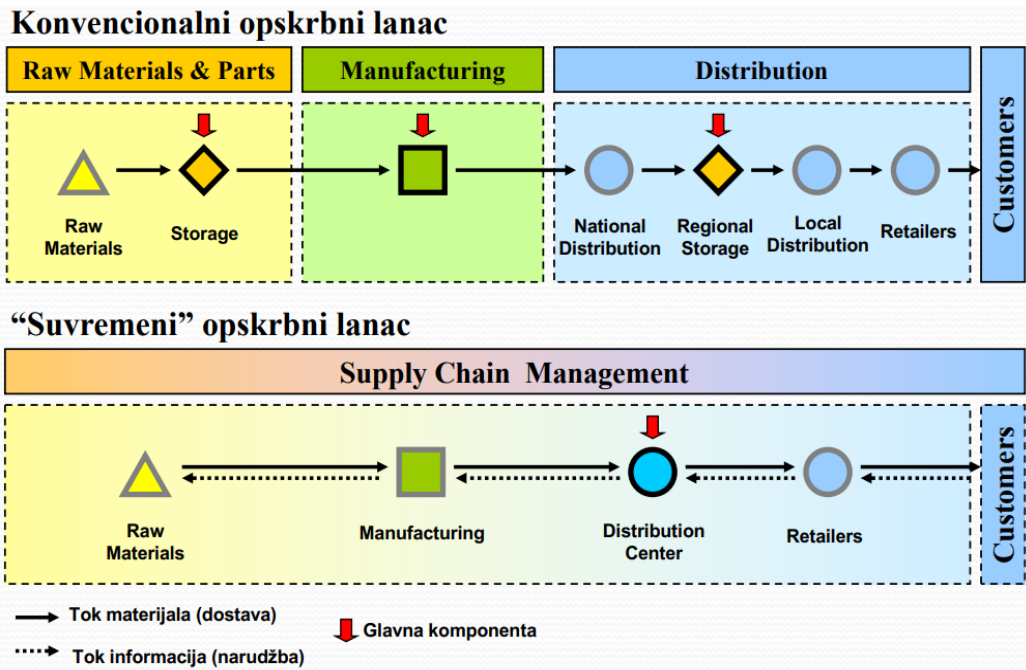 Konvencionalni opskrbni lanac
Raw Materials & Parts
Manufacturing
Distribution
Customers
Raw
Materials
Storage
National
Distribution
Regional
Storage
Local
Distribution
Retailers
“Suvremeni” opskrbni lanac
Supply Chain Management
Customers
Raw
Materials
Manufacturing
Distribution
Center
Retailers
Tok materijala (dostava)
Glavna komponenta
Tok informacija (narudžba)